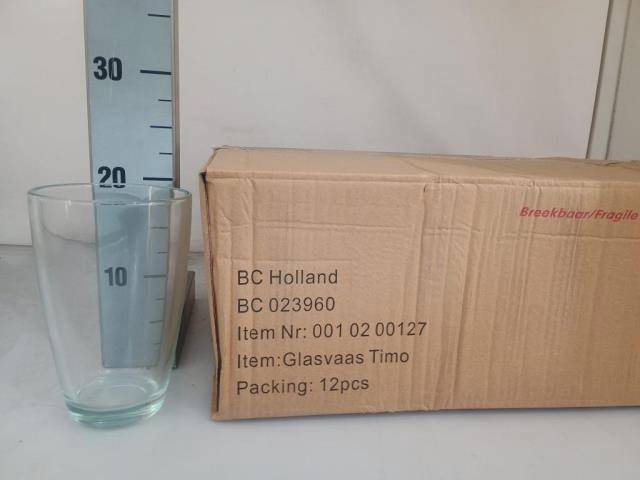 30
20
10
Breekbaar/Fragile
BC Holland
BC 023960
Item Nr: 001 02 00127
Item:Glasvaas Timo
Packing: 12pcs